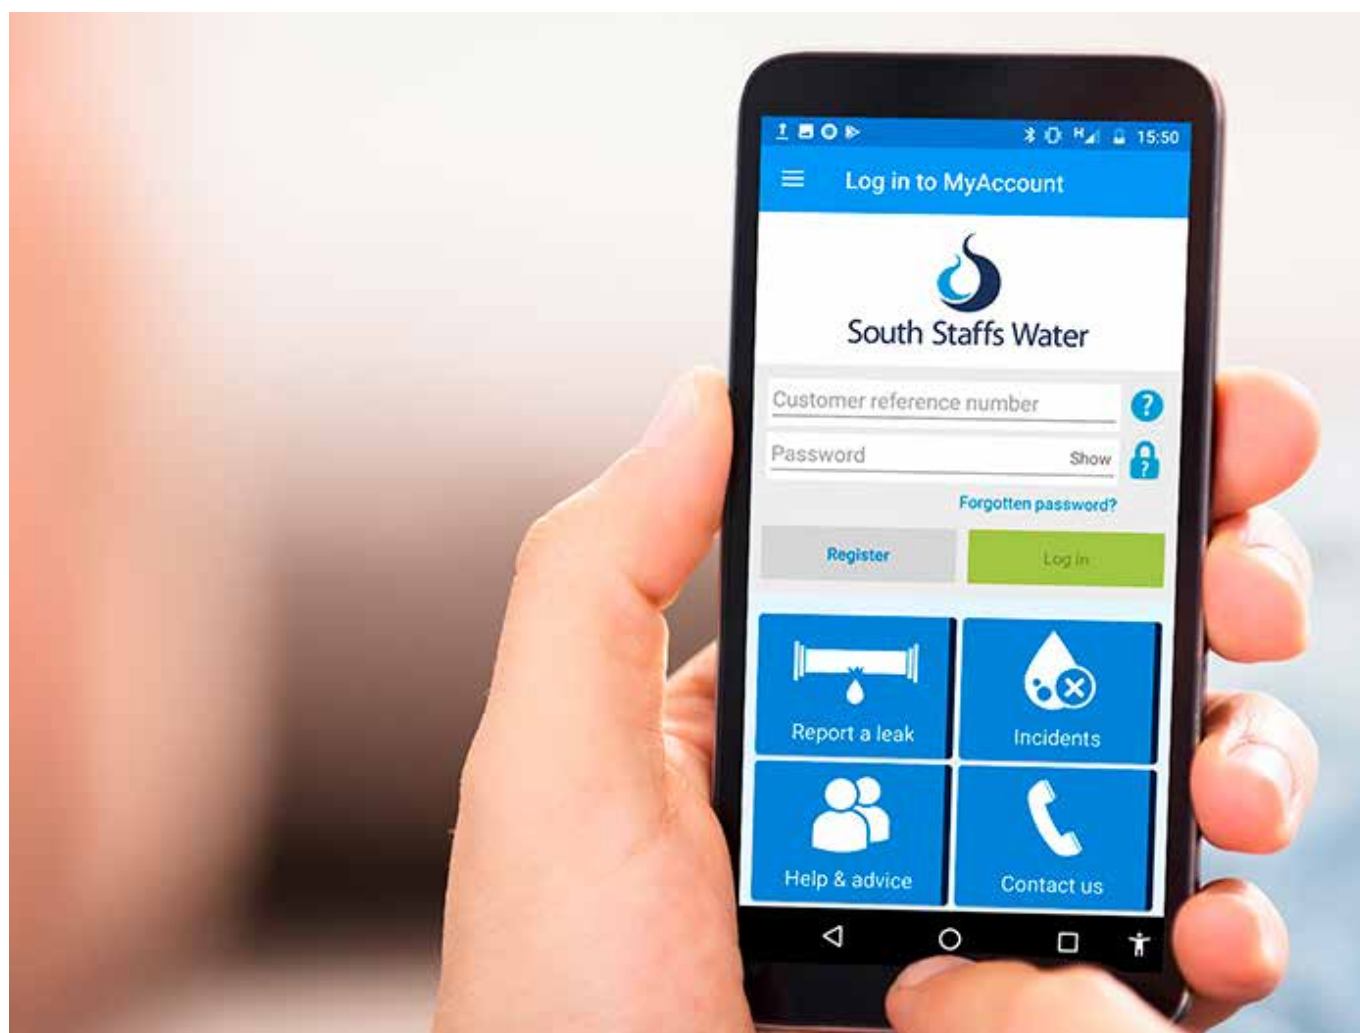 15:50
Log in to MyAccount
South Staffs Water
Customer reference number
?
Password Show
?
Forgotten password?
Register Log in
Report a leak Incidents
Help & advice Contact us